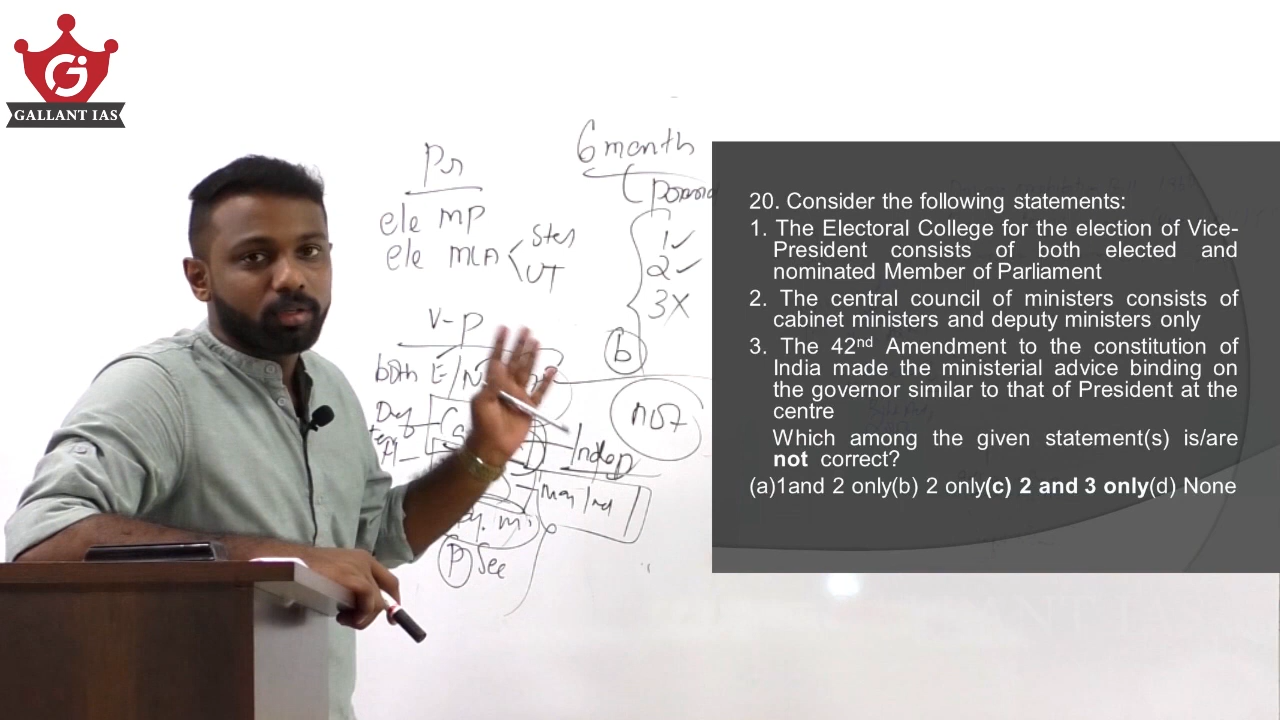 GALLANT IAS
Pr
ele MP
ele MLA
UT
V-P
both E/N
6 month
1✓
2✓
3X
b
not
Indep
P See
20. Consider the following statements:
1. The Electoral College for the election of Vice-
President consists of both elected and
nominated Member of Parliament
2. The central council of ministers consists of
cabinet ministers and deputy ministers only
3. The 42nd Amendment to the constitution of
India made the ministerial advice binding on
the governor similar to that of President at the
centre
Which among the given statement(s) is/are
not correct?
(a)1and 2 only(b) 2 only(c) 2 and 3 only(d) None